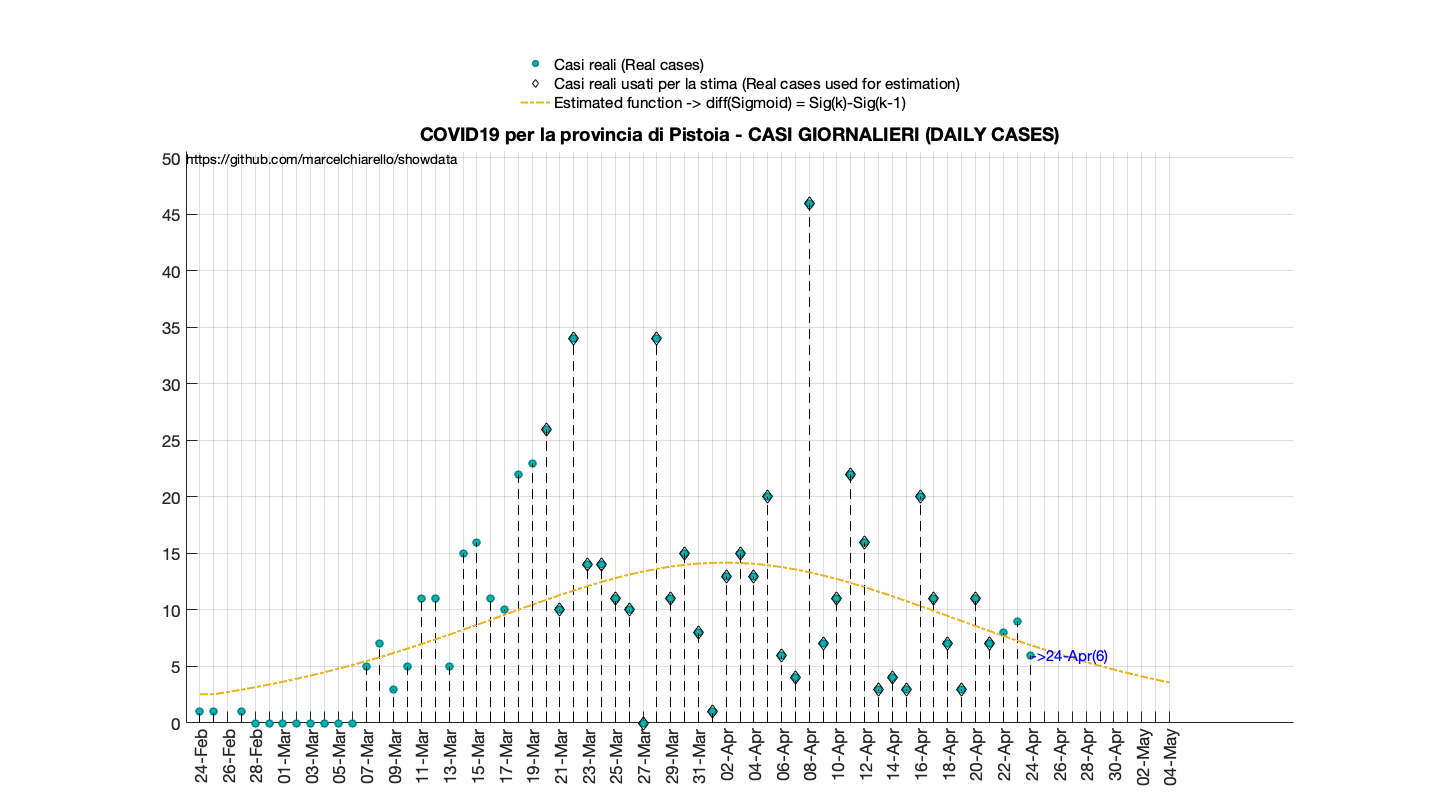 Casi reali (Real cases)
Casi reali usati per la stima (Real cases used for estimation)
Estimated function -> diff(Sigmoid) = Sig(k)-Sig(k-1)
COVID19 per la provincia di Pistoia - CASI GIORNALIERI (DAILY CASES)
https://github.com/marcelchiarello/showdata
50
45
40
35
30
25
20
15
10
5
0
->24-Apr(6)
24-Feb
26-Feb
28-Feb
01-Mar
03-Mar
05-Mar
07-Mar
09-Mar
11-Mar
13-Mar
15-Mar
17-Mar
19-Mar
21-Mar
23-Mar
25-Mar
27-Mar
29-Mar
31-Mar
02-Apr
04-Apr
06-Apr
08-Apr
10-Apr
12-Apr
14-Apr
16-Apr
18-Apr
20-Apr
22-Apr
24-Apr
26-Apr
28-Apr
30-Apr
02-May
04-May